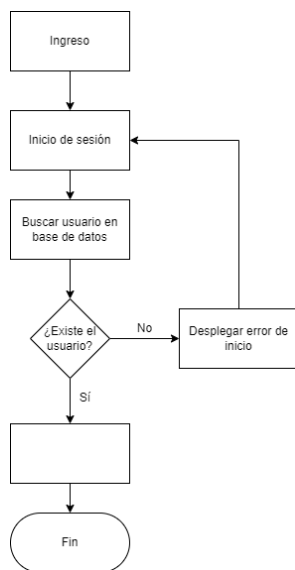 Ingreso
Inicio de sesión
Buscar usuario en
base de datos
¿Existe el
usuario?
No
Desplegar error de
inicio
Sí
Fin